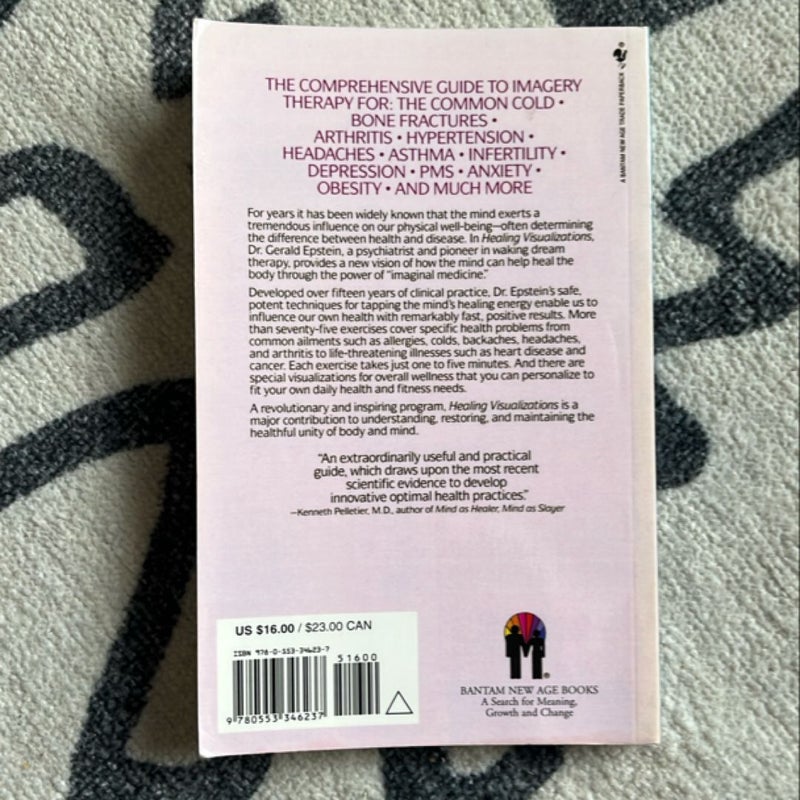 A BANTAM NEW AGE TRADE PAPERBACK
THE COMPREHENSIVE GUIDE TO IMAGERY
THERAPY FOR: THE COMMON COLD •
BONE FRACTURES •
ARTHRITIS • HYPERTENSION •
HEADACHES • ASTHMA • INFERTILITY •
DEPRESSION • PMS • ANXIETY •
OBESITY • AND MUCH MORE
For years it has been widely known that the mind exerts a
tremendous influence on our physical well-being—often determining
the difference between health and disease. In Healing Visualizations,
Dr. Gerald Epstein, a psychiatrist and pioneer in waking dream
therapy, provides a new vision of how the mind can help heal the
body through the power of "imaginal medicine."
Developed over fifteen years of clinical practice, Dr. Epstein's safe,
potent techniques for tapping the mind's healing energy enable us to
influence our own health with remarkably fast, positive results. More
than seventy-five exercises cover specific health problems from
common ailments such as allergies, colds, backaches, headaches,
and arthritis to life-threatening illnesses such as heart disease and
cancer. Each exercise takes just one to five minutes. And there are
special visualizations for overall wellness that you can personalize to
fit your own daily health and fitness needs.
A revolutionary and inspiring program, Healing Visualizations is a
major contribution to understanding, restoring, and maintaining the
healthful unity of body and mind.
"An extraordinarily useful and practical
guide, which draws upon the most recent
scientific evidence to develop
innovative optimal health practices."
—Kenneth Pelletier, M.D., author of Mind as Healer, Mind as Slayer
US $16.00 / $23.00 CAN
ISBN 978-0-553-34623-7
51600
9 780553 346237
M®
BANTAM NEW AGE BOOKS
A Search for Meaning,
Growth and Change